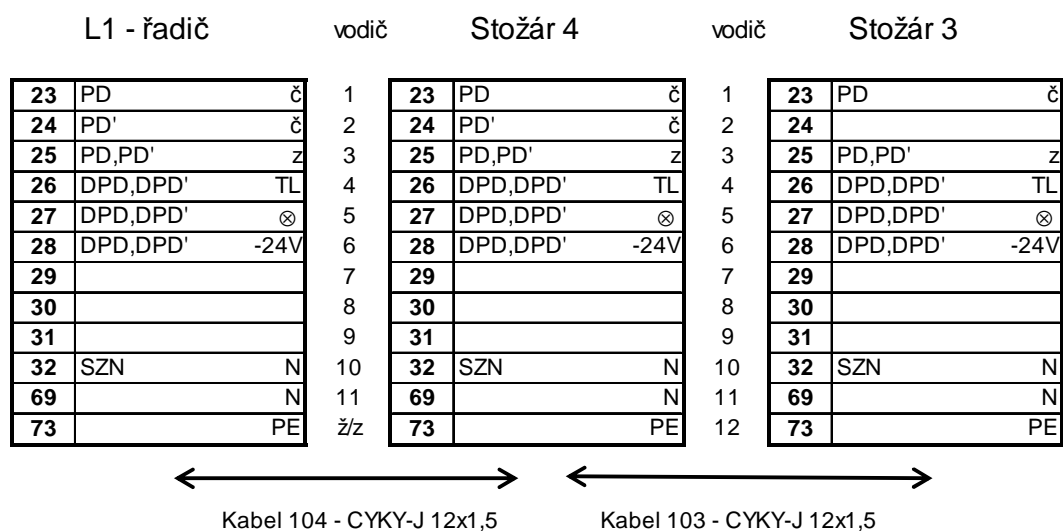 L1 - řadič vodič Stožár 4 vodič Stožár 3
23 PD č 1 23 PD č 1 23 PD č
24 PD' č 2 24 PD' č 2 24
25 PD,PD' z 3 25 PD,PD' z 3 25 PD,PD' z
26 DPD,DPD' TL 4 26 DPD,DPD' TL 4 26 DPD,DPD' TL
27 DPD,DPD' ⊗ 5 27 DPD,DPD' ⊗ 5 27 DPD,DPD' ⊗
28 DPD,DPD' -24V 6 28 DPD,DPD' -24V 6 28 DPD,DPD' -24V
29 7 29 7 29
30 8 30 8 30
31 9 31 9 31
32 SZN N 10 32 SZN N 10 32 SZN N
69 N 11 69 N 11 69 N
73 PE ž/z 73 PE 12 73 PE
Kabel 104 - CYKY-J 12x1,5 Kabel 103 - CYKY-J 12x1,5